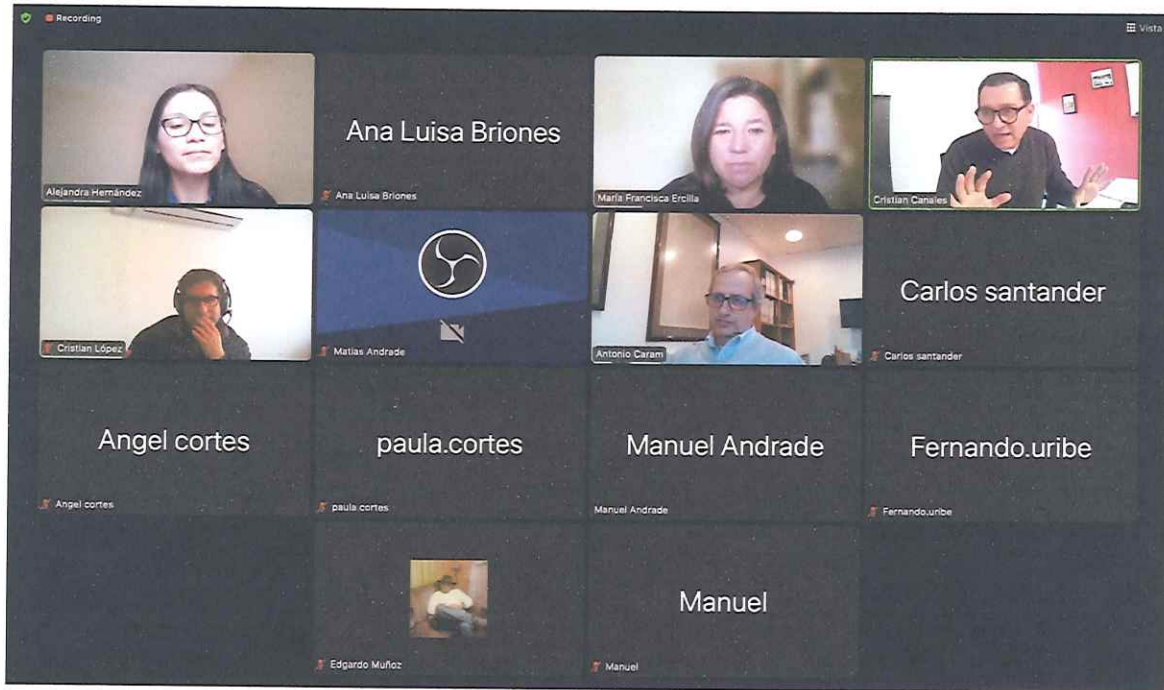 Recording
Vista
Alejandra Hernández
Ana Luisa Briones
Ana Luisa Briones
María Francisca Ercilla
Cristian Canales
Cristian López
Matias Andrade
Antonio Caram
Carlos santander
Carlos santander
Angel cortes
Angel cortes
paula.cortes
paula.cortes
Manuel Andrade
Manuel Andrade
Fernando.uribe
Fernando.uribe
Edgardo Muñoz
Manuel
Manuel